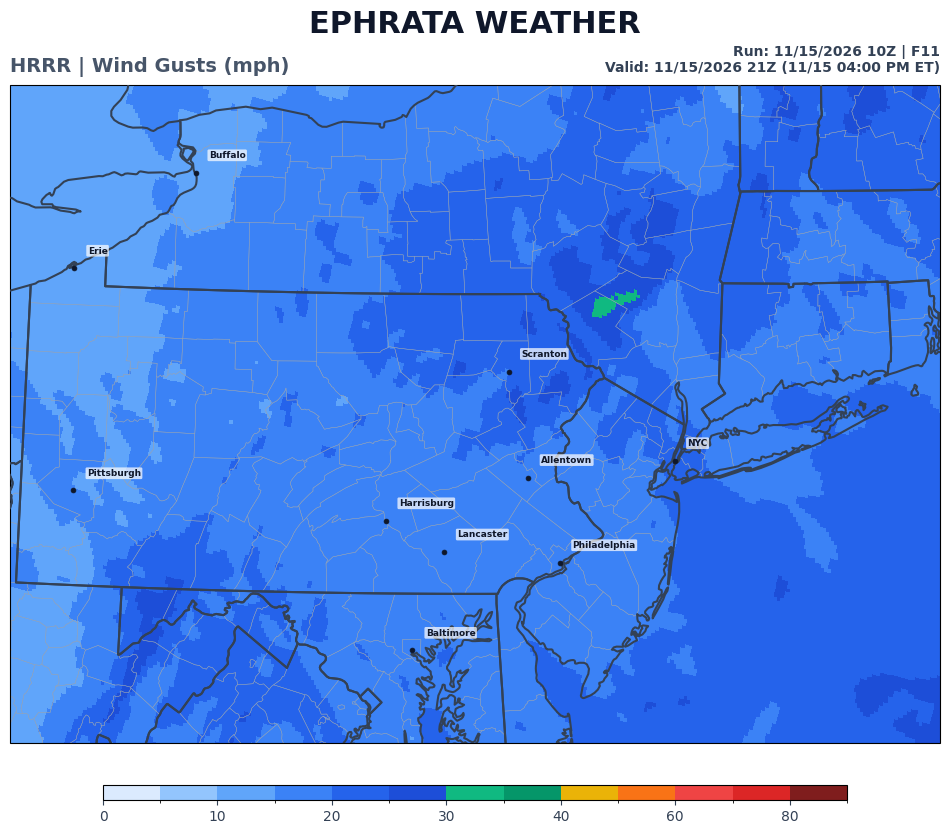 EPHRATA WEATHER
HRRR | Wind Gusts (mph)
Run: 11/15/2026 10Z | F11
Valid: 11/15/2026 21Z (11/15 04:00 PM ET)
Buffalo
Erie
Scranton
NYC
Allentown
Pittsburgh
Harrisburg
Lancaster
Philadelphia
Baltimore
0 10 20 30 40 50 60 70 80